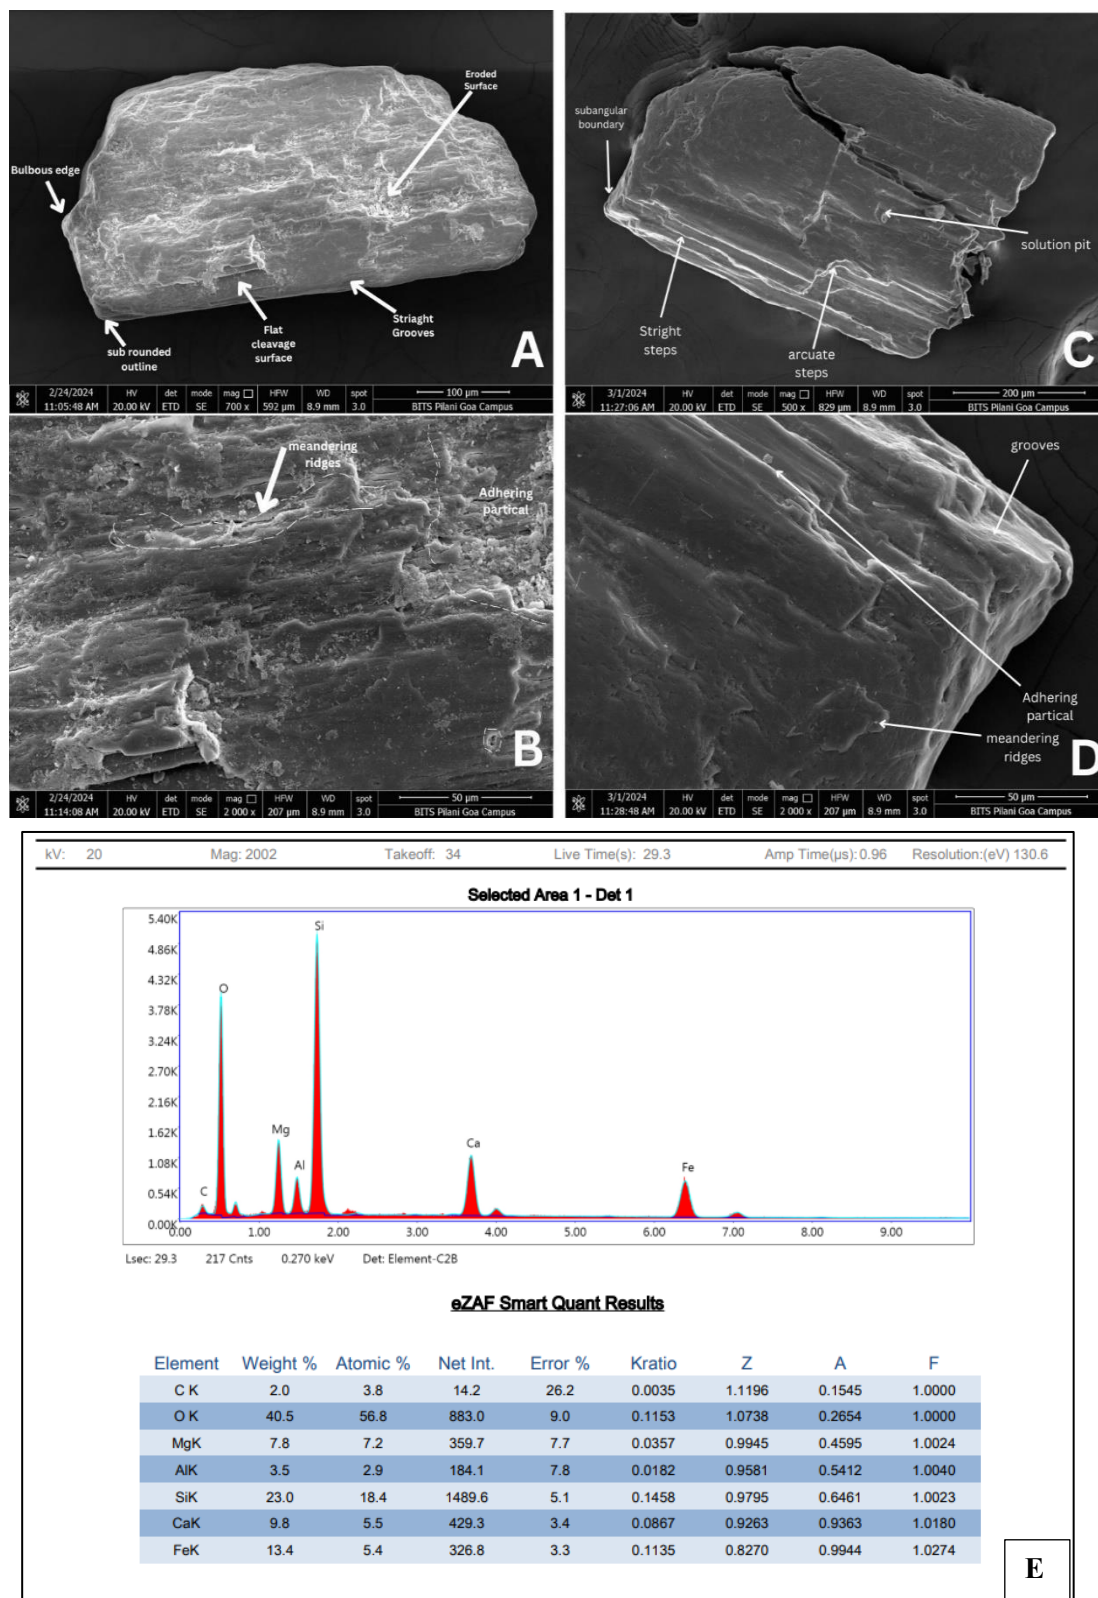 Eroded
Surface
Bulbous edge
sub rounded
outline
Flat
cleavage
surface
Striaght
Grooves
A
2/24/2024 HV det mode mag HFW WD spot 100 µm
11:05:48 AM 20.00 kV ETD SE 700 x 592 µm 8.9 mm 3.0 BITS Pilani Goa Campus
subangular
boundary
solution pit
Stright
steps
arcuate
steps
C
3/1/2024 HV det mode mag HFW WD spot 200 µm
11:27:06 AM 20.00 kV ETD SE 500 x 829 µm 8.9 mm 3.0 BITS Pilani Goa Campus
meandering
ridges
Adhering
partical
B
2/24/2024 HV det mode mag HFW WD spot 50 µm
11:14:08 AM 20.00 kV ETD SE 2 000 x 207 µm 8.9 mm 3.0 BITS Pilani Goa Campus
grooves
Adhering
partical
meandering
ridges
D
3/1/2024 HV det mode mag HFW WD spot 50 µm
11:28:48 AM 20.00 kV ETD SE 2 000 x 207 µm 8.9 mm 3.0 BITS Pilani Goa Campus
kV: 20 Mag: 2002 Takeoff: 34 Live Time(s): 29.3 Amp Time(µs): 0.96 Resolution:(eV) 130.6
Selected Area 1 - Det 1
5.40K
4.86K
4.32K
3.78K
3.24K
2.70K
2.16K
1.62K
1.08K
0.54K
0.00K
C
O
Mg
Al
Si
Ca
Fe
0.00 1.00 2.00 3.00 4.00 5.00 6.00 7.00 8.00 9.00
Lsec: 29.3 217 Cnts 0.270 keV Det: Element-C2B
eZAF Smart Quant Results
Element Weight % Atomic % Net Int. Error % Kratio Z A F
C K 2.0 3.8 14.2 26.2 0.0035 1.1196 0.1545 1.0000
O K 40.5 56.8 883.0 9.0 0.1153 1.0738 0.2654 1.0000
MgK 7.8 7.2 359.7 7.7 0.0357 0.9945 0.4595 1.0024
AlK 3.5 2.9 184.1 7.8 0.0182 0.9581 0.5412 1.0040
SiK 23.0 18.4 1489.6 5.1 0.1458 0.9795 0.6461 1.0023
CaK 9.8 5.5 429.3 3.4 0.0867 0.9263 0.9363 1.0180
FeK 13.4 5.4 326.8 3.3 0.1135 0.8270 0.9944 1.0274
E